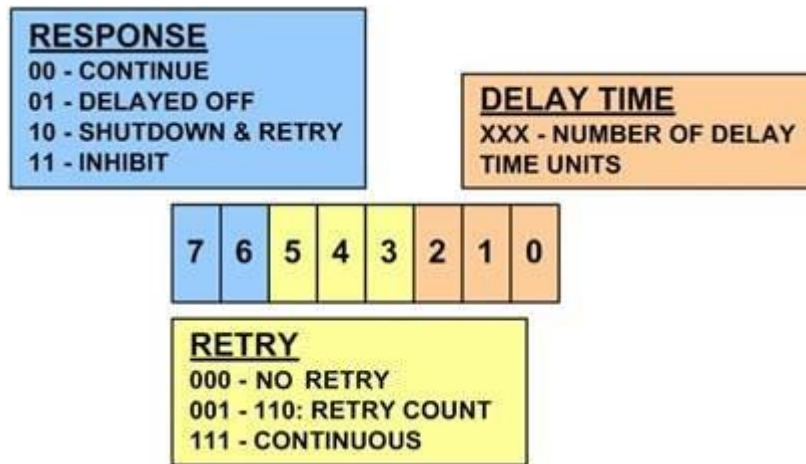 RESPONSE
00 - CONTINUE
01 - DELAYED OFF
10 - SHUTDOWN & RETRY
11 - INHIBIT
DELAY TIME
XXX - NUMBER OF DELAY
TIME UNITS
7 6 5 4 3 2 1 0
RETRY
000 - NO RETRY
001 - 110: RETRY COUNT
111 - CONTINUOUS